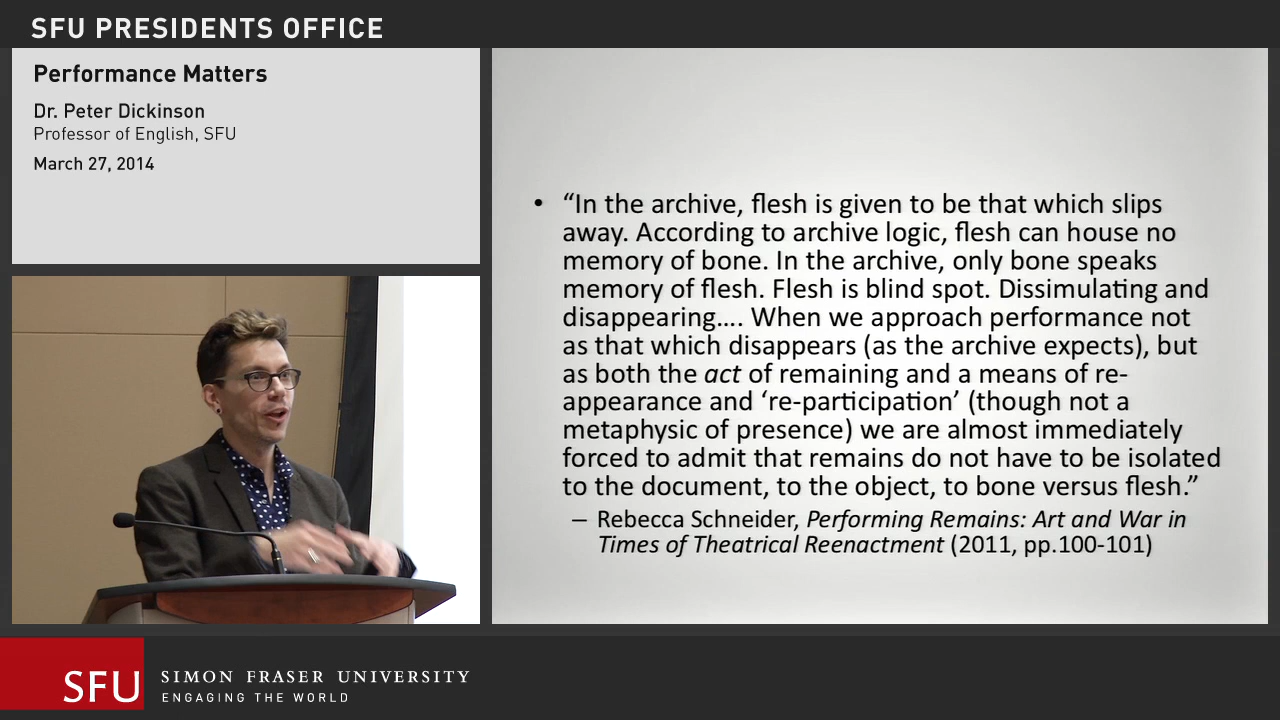 SFU PRESIDENTS OFFICE
Performance Matters
Dr. Peter Dickinson
Professor of English, SFU
March 27, 2014
• “In the archive, flesh is given to be that which slips
away. According to archive logic, flesh can house no
memory of bone. In the archive, only bone speaks
memory of flesh. Flesh is blind spot. Dissimulating and
disappearing…. When we approach performance not
as that which disappears (as the archive expects), but
as both the act of remaining and a means of re-
appearance and ‘re-participation’ (though not a
metaphysic of presence) we are almost immediately
forced to admit that remains do not have to be isolated
to the document, to the object, to bone versus flesh.”
– Rebecca Schneider, Performing Remains: Art and War in
Times of Theatrical Reenactment (2011, pp.100-101)
SFU
SIMON FRASER UNIVERSITY
ENGAGING THE WORLD